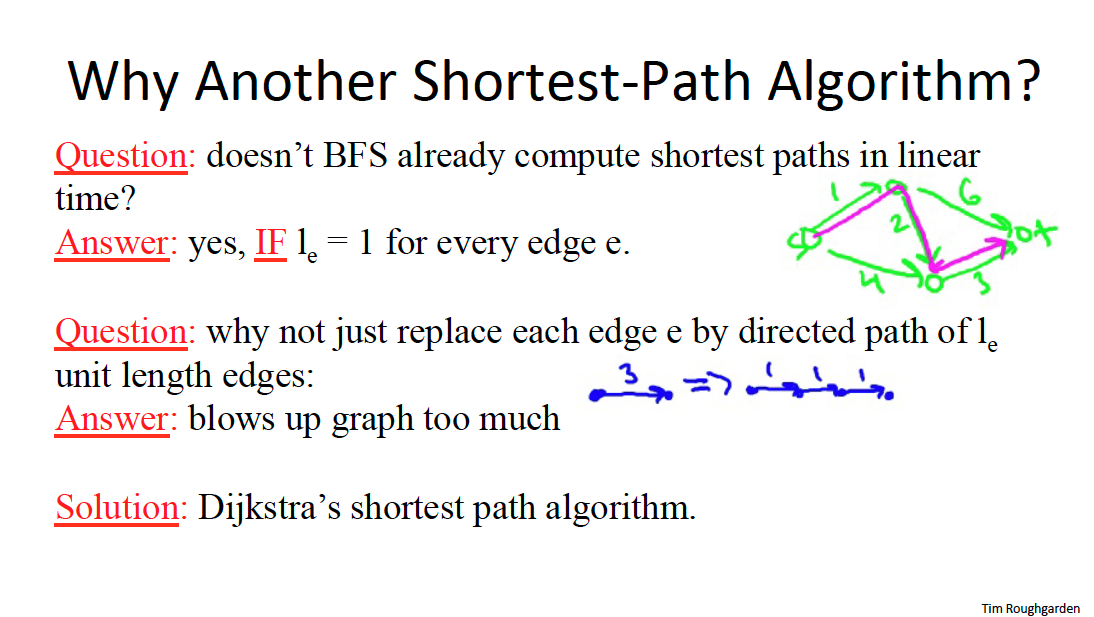 Why Another Shortest-Path Algorithm?
Question: doesn’t BFS already compute shortest paths in linear
time?
Answer: yes, IF lₑ = 1 for every edge e.
1 6
2
4 3
Question: why not just replace each edge e by directed path of lₑ
unit length edges:
3 => 1 1 1
Answer: blows up graph too much
Solution: Dijkstra’s shortest path algorithm.
Tim Roughgarden